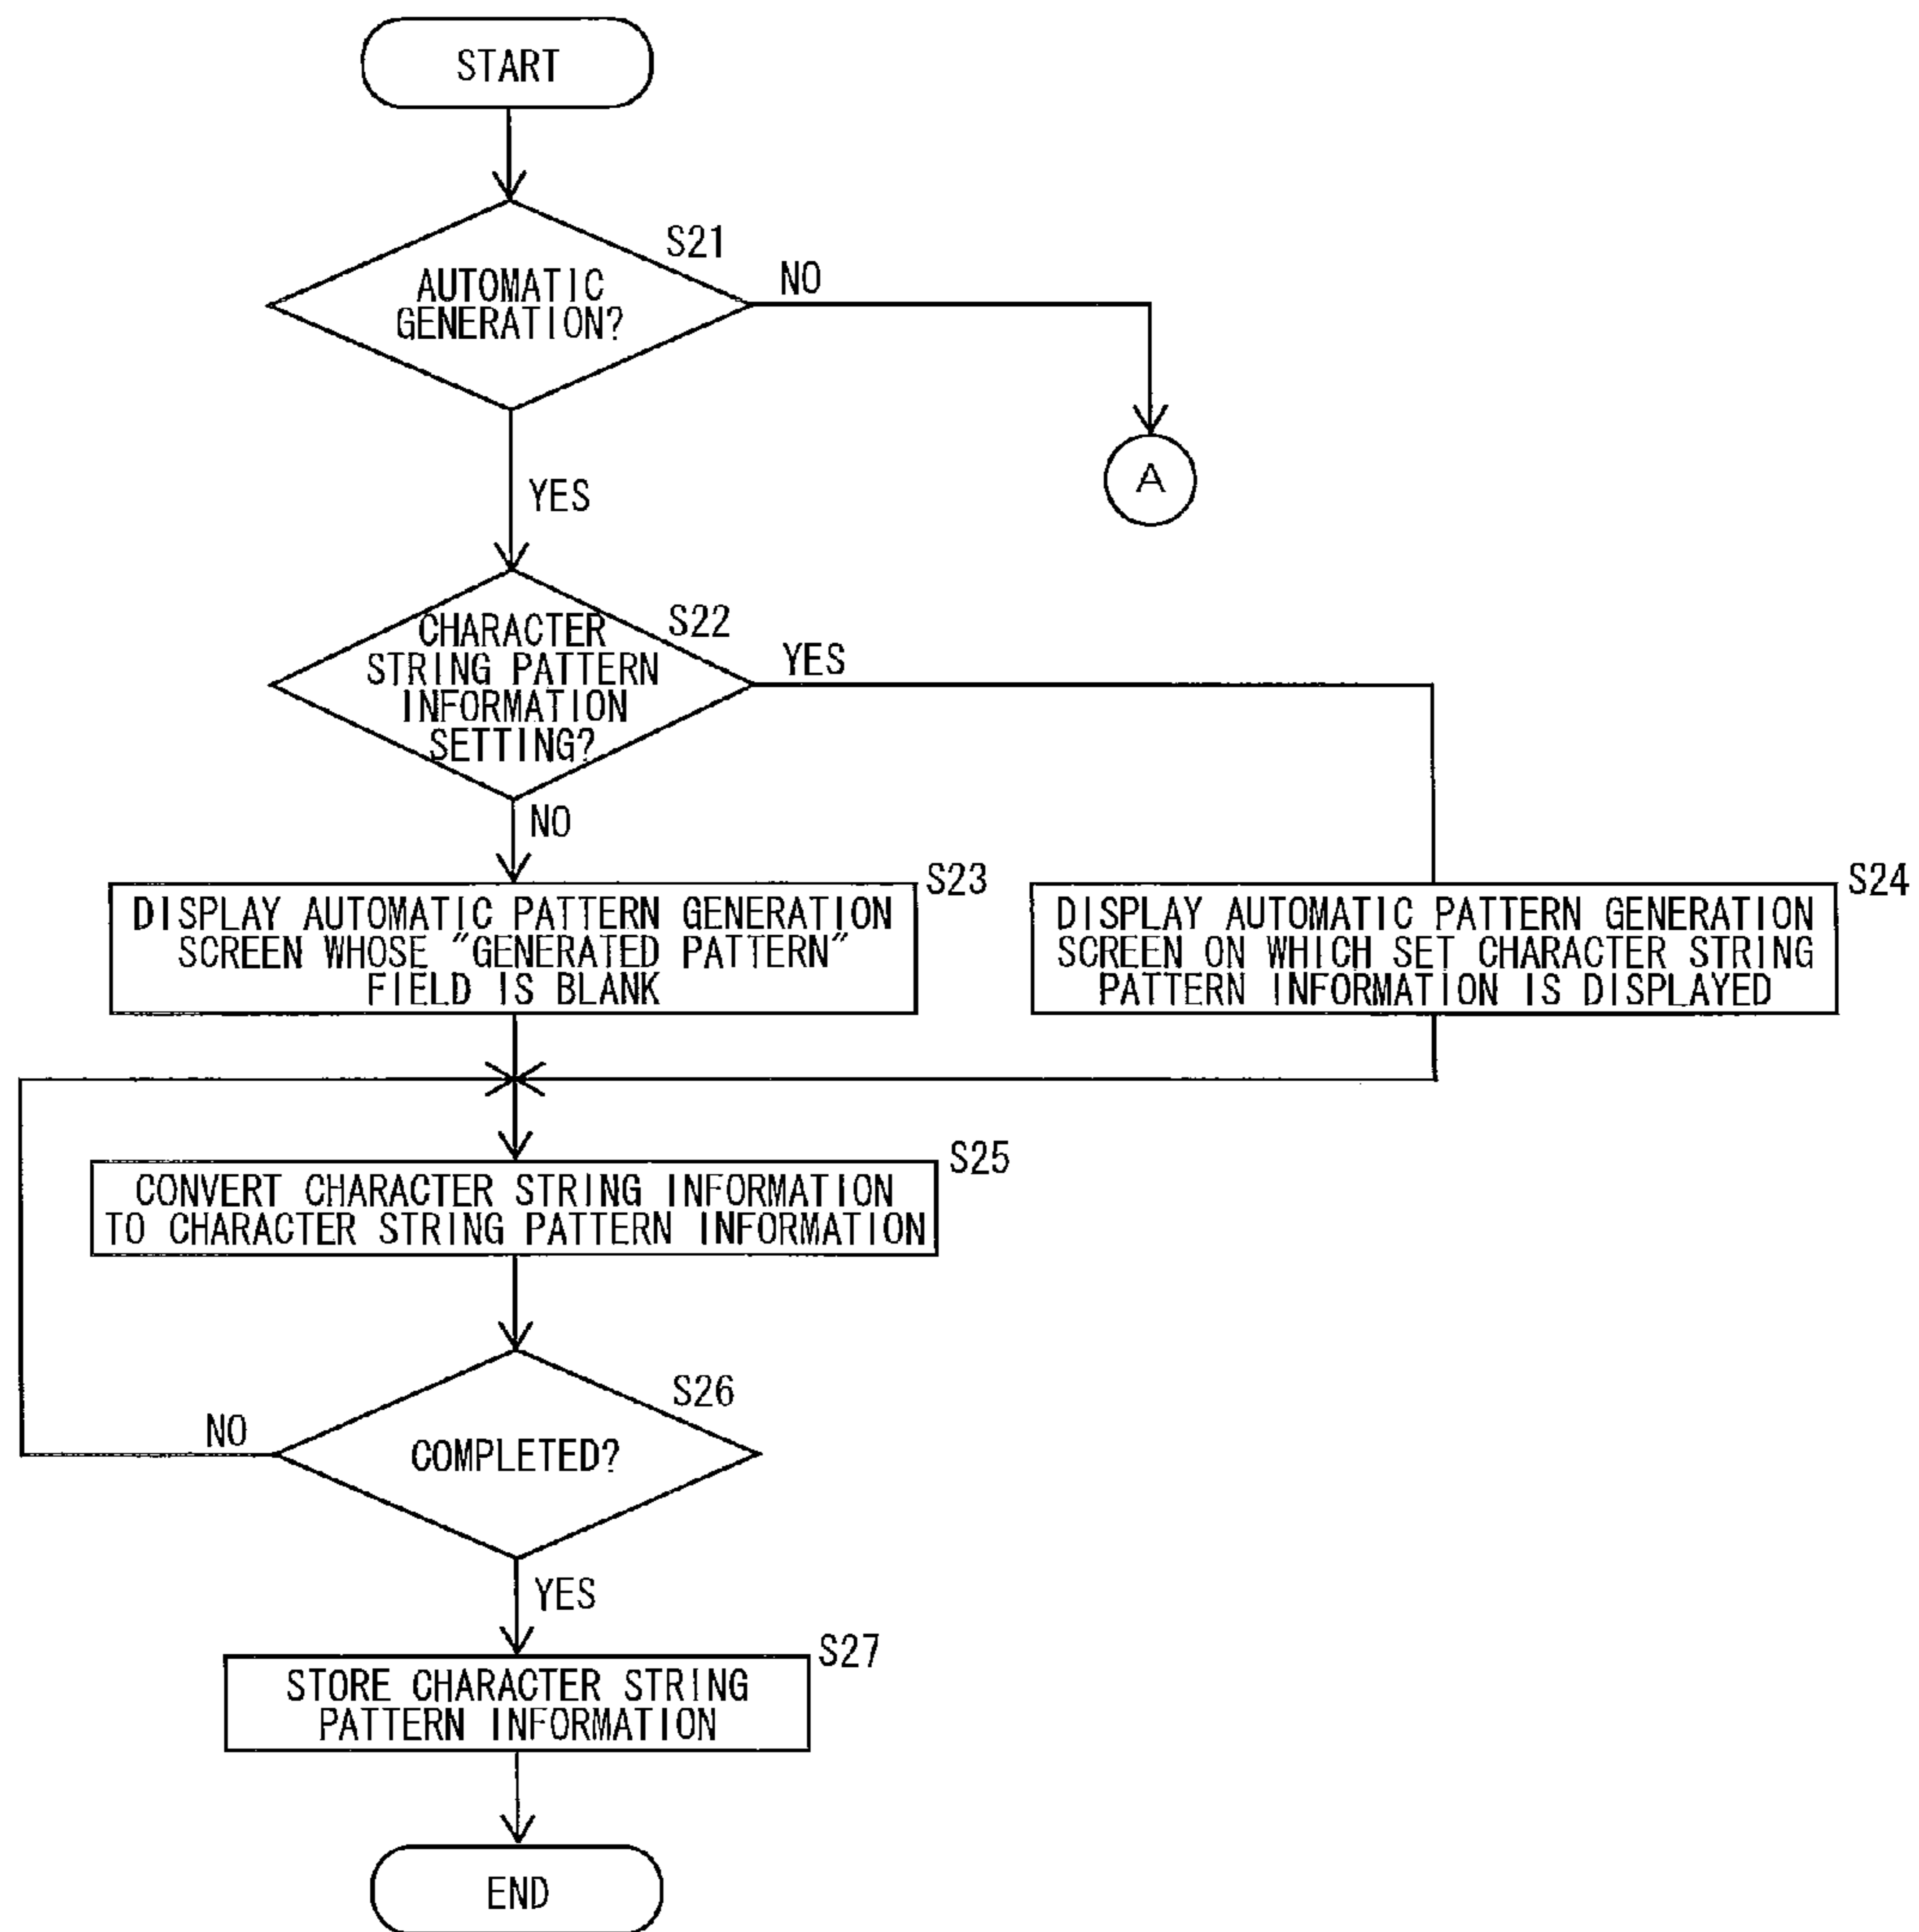 START
S21
AUTOMATIC
GENERATION?
NO
A
YES
S22
CHARACTER
STRING PATTERN
INFORMATION
SETTING?
YES
NO
S23
DISPLAY AUTOMATIC PATTERN GENERATION
SCREEN WHOSE "GENERATED PATTERN"
FIELD IS BLANK
S24
DISPLAY AUTOMATIC PATTERN GENERATION
SCREEN ON WHICH SET CHARACTER STRING
PATTERN INFORMATION IS DISPLAYED
S25
CONVERT CHARACTER STRING INFORMATION
TO CHARACTER STRING PATTERN INFORMATION
S26
NO
COMPLETED?
YES
S27
STORE CHARACTER STRING
PATTERN INFORMATION
END